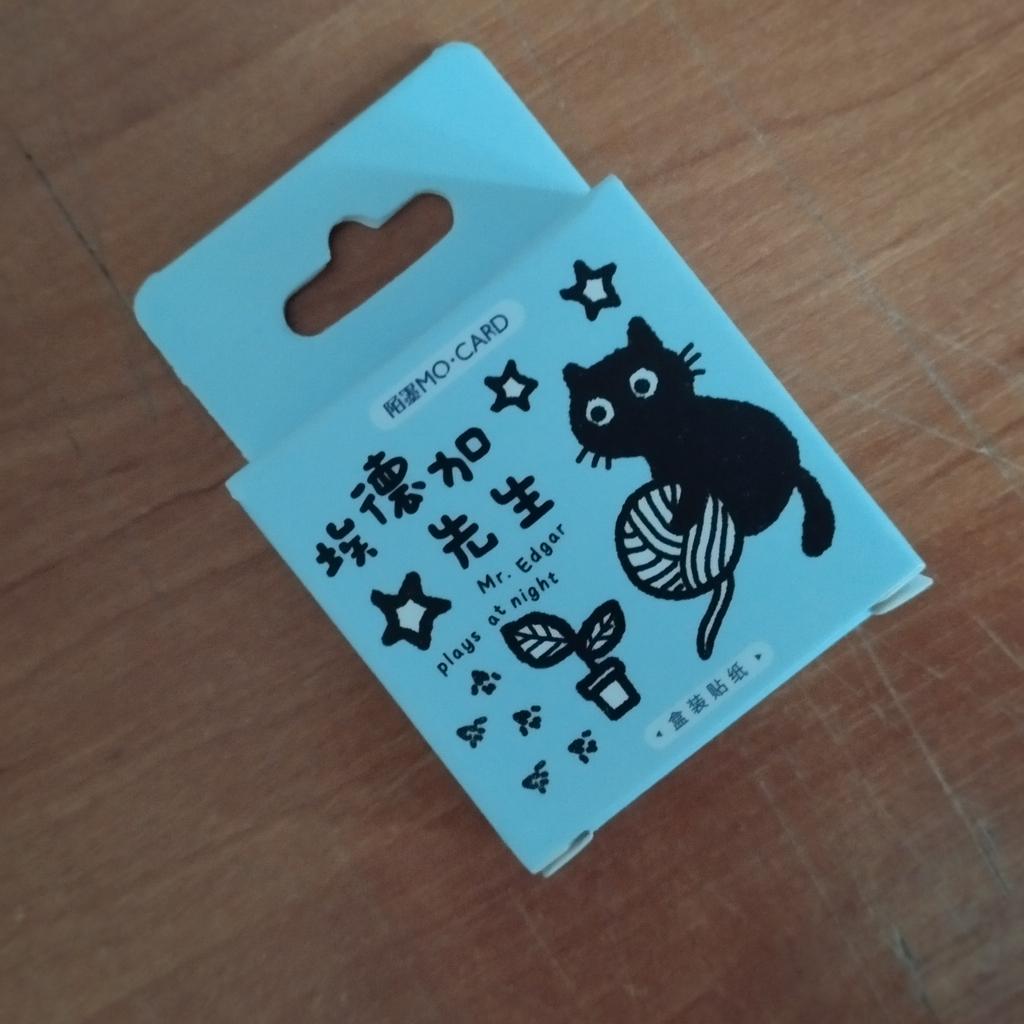 陌墨MO·CARD
埃德加
先生
Mr. Edgar
plays at night
盒装贴纸